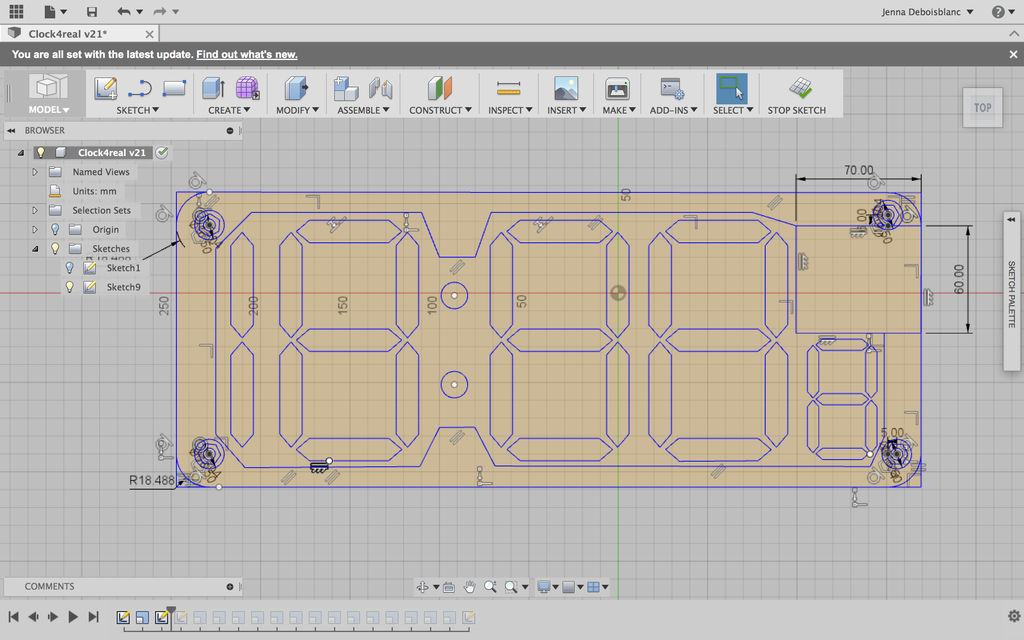 Jenna Deboisblanc
Clock4real v21*
You are all set with the latest update. Find out what's new.
MODEL
SKETCH
CREATE
MODIFY
ASSEMBLE
CONSTRUCT
INSPECT
INSERT
MAKE
ADD-INS
SELECT
STOP SKETCH
TOP
BROWSER
Clock4real v21
Named Views
Units: mm
Selection Sets
Origin
Sketches
Sketch1
Sketch9
70.00
50
60.00
250
200
150
100
50
SKETCH PALETTE
5.00
R18.488
COMMENTS